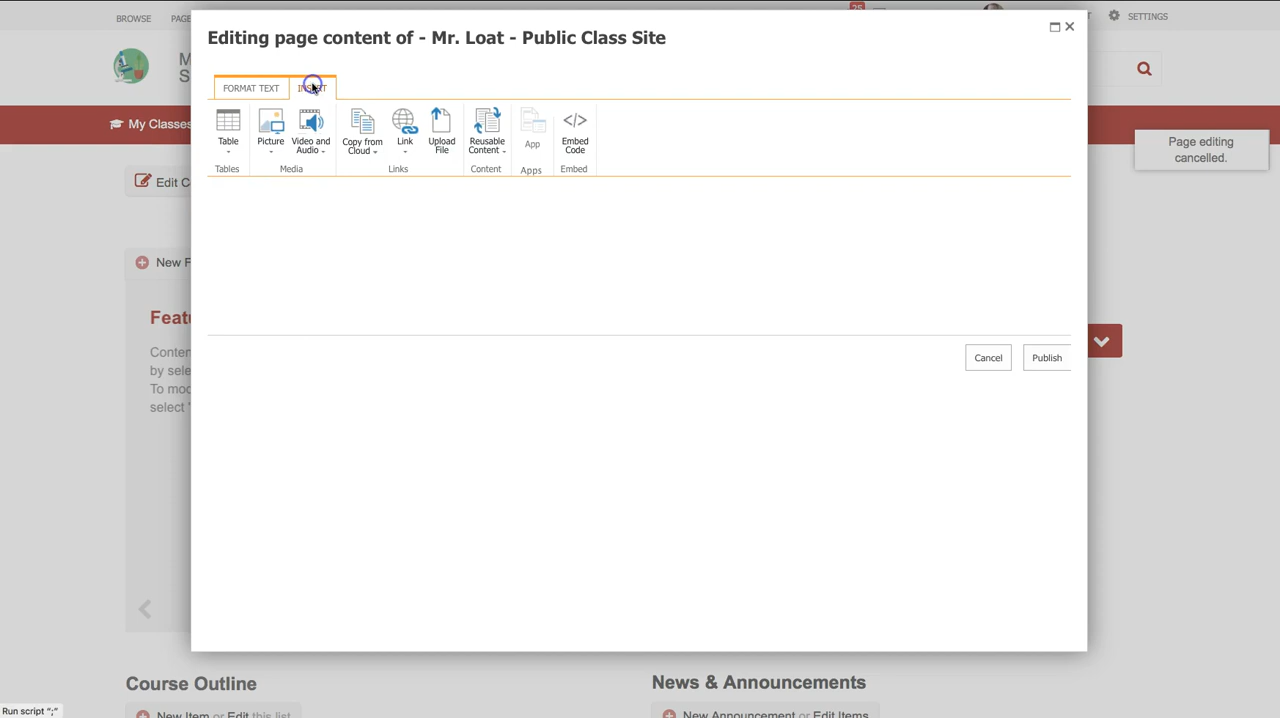 BROWSE PAGE
25
SETTINGS
Editing page content of - Mr. Loat - Public Class Site
M
S
FORMAT TEXT
My Classes
Table Picture Video and Audio Copy from Cloud Link Upload File Reusable Content App Embed Code
Tables Media Links Content Apps Embed
Page editing
cancelled.
Edit C
New F
Featu
Conten
by sele
To mod
select '
Cancel Publish
Course Outline
News & Announcements
New Item or Edit this list
New Announcement or Edit Items
Run script “;”